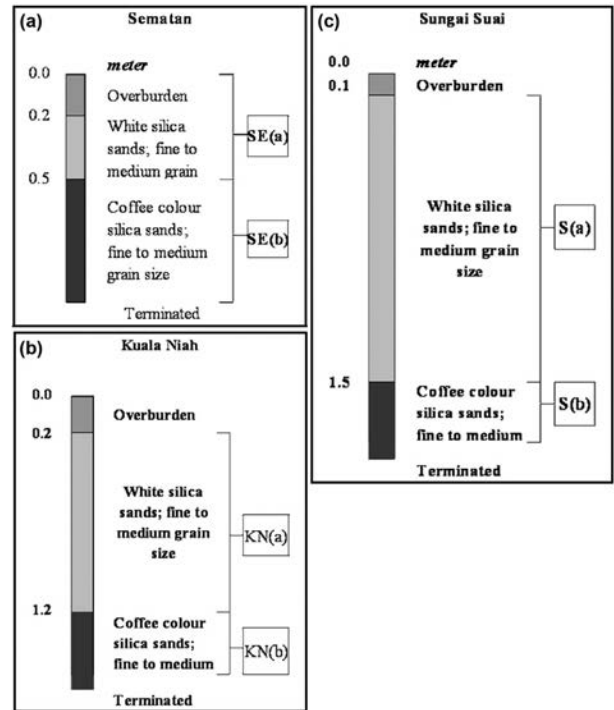 (a)
Sematan
0.0
meter
Overburden
0.2
White silica
sands; fine to
medium grain
SE(a)
0.5
Coffee colour
silica sands;
fine to medium
grain size
SE(b)
Terminated
(b)
Kuala Niah
0.0
Overburden
0.2
White silica
sands; fine to
medium grain
size
KN(a)
1.2
Coffee colour
silica sands;
fine to medium
KN(b)
Terminated
(c)
Sungai Suai
0.0
meter
0.1
Overburden
White silica
sands; fine to
medium grain
size
S(a)
1.5
Coffee colour
silica sands;
fine to medium
S(b)
Terminated